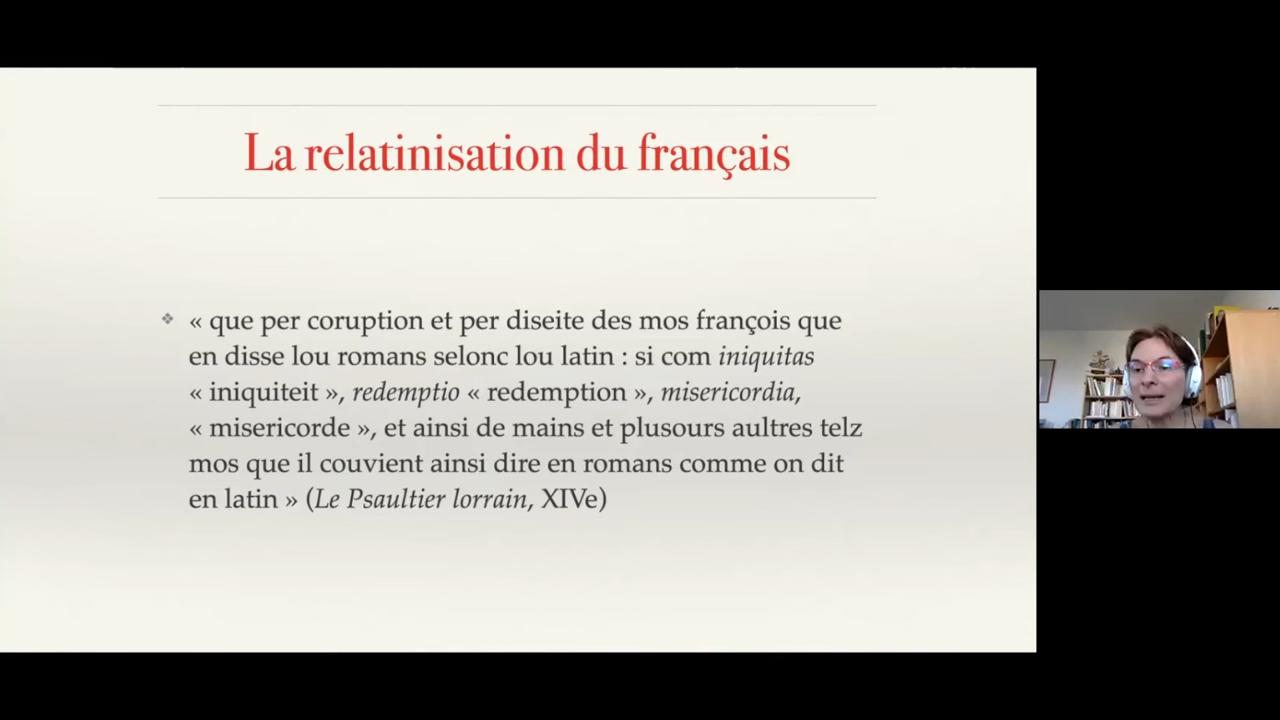 La relatinisation du français
« que per coruption et per diseite des mos françois que
en disse lou romans selonc lou latin : si com iniquitas
« iniquiteit », redemptio « redemption », misericordia,
« misericorde », et ainsi de mains et plusours aultres telz
mos que il couvient ainsi dire en romans comme on dit
en latin » (Le Psaultier lorrain, XIVe)